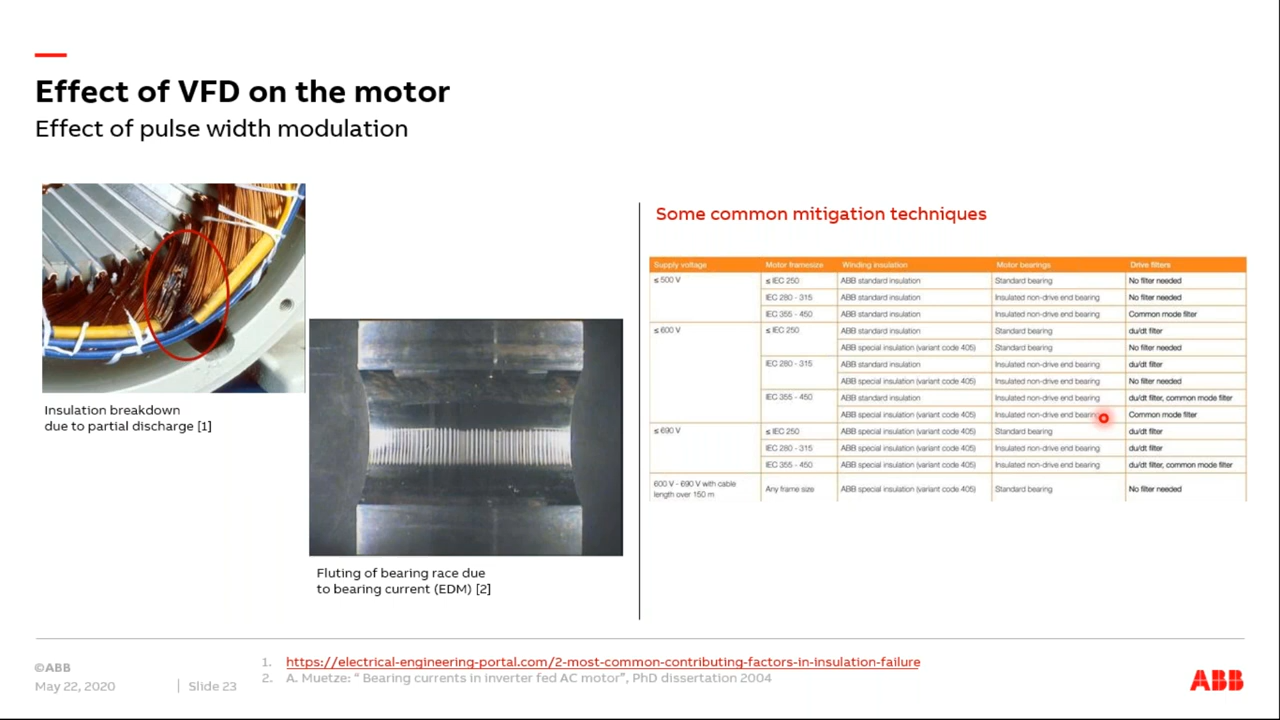 Effect of VFD on the motor
Effect of pulse width modulation
Insulation breakdown
due to partial discharge [1]
Fluting of bearing race due
to bearing current (EDM) [2]
Some common mitigation techniques
Supply voltage Motor framesize Winding insulation Motor bearings Drive filters
≤ 500 V ≤ IEC 250 ABB standard insulation Standard bearing No filter needed
IEC 280 - 315 ABB standard insulation Insulated non-drive end bearing No filter needed
IEC 355 - 450 ABB standard insulation Insulated non-drive end bearing Common mode filter
≤ 600 V ≤ IEC 250 ABB standard insulation Standard bearing du/dt filter
ABB special insulation (variant code 405) Standard bearing No filter needed
IEC 280 - 315 ABB standard insulation Insulated non-drive end bearing du/dt filter
ABB special insulation (variant code 405) Insulated non-drive end bearing No filter needed
IEC 355 - 450 ABB standard insulation Insulated non-drive end bearing du/dt filter, common mode filter
ABB special insulation (variant code 405) Insulated non-drive end bearing Common mode filter
≤ 690 V ≤ IEC 250 ABB special insulation (variant code 405) Standard bearing du/dt filter
IEC 280 - 315 ABB special insulation (variant code 405) Insulated non-drive end bearing du/dt filter
IEC 355 - 450 ABB special insulation (variant code 405) Insulated non-drive end bearing du/dt filter, common mode filter
600 V - 690 V with cable
length over 150 m Any frame size ABB special insulation (variant code 405) Standard bearing No filter needed
©ABB
May 22, 2020 | Slide 23
1. https://electrical-engineering-portal.com/2-most-common-contributing-factors-in-insulation-failure
2. A. Muetze: “ Bearing currents in inverter fed AC motor”, PhD dissertation 2004
ABB